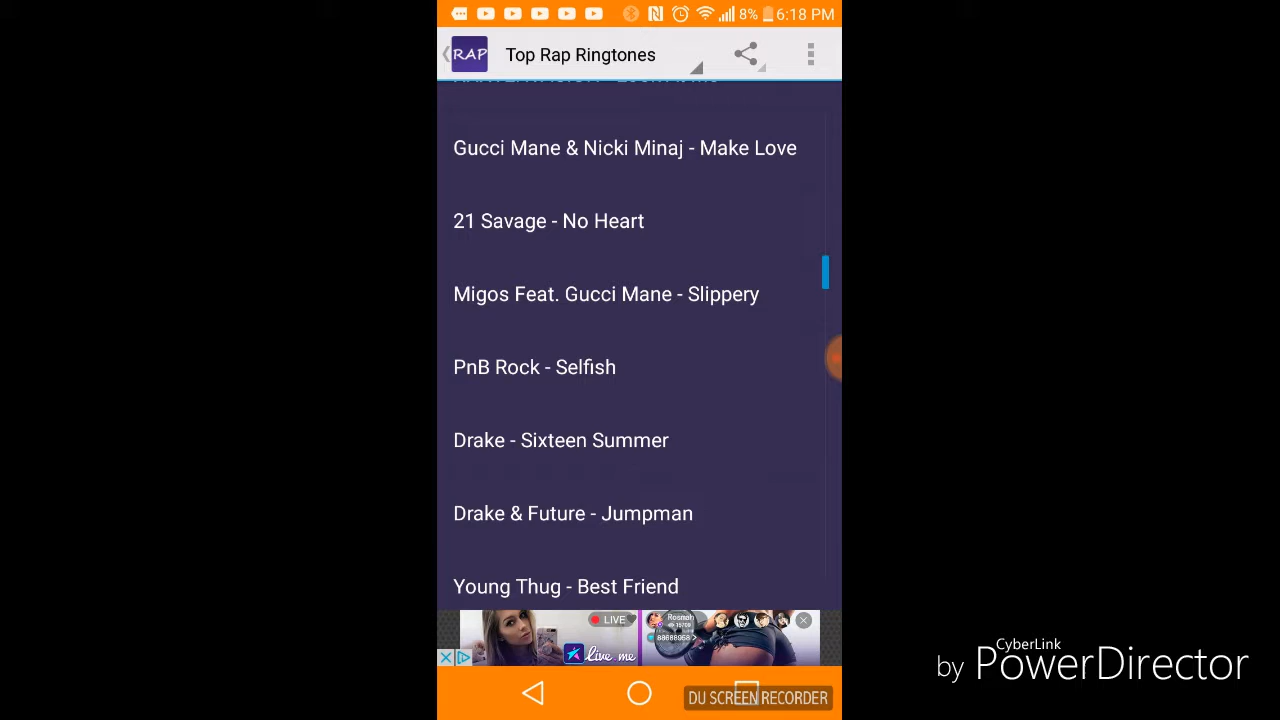 8% 6:18 PM
RAP Top Rap Ringtones
Gucci Mane & Nicki Minaj - Make Love
21 Savage - No Heart
Migos Feat. Gucci Mane - Slippery
PnB Rock - Selfish
Drake - Sixteen Summer
Drake & Future - Jumpman
Young Thug - Best Friend
LIVE
Rosmah
88688958 >
live.me
DU SCREEN RECORDER
CyberLink
by PowerDirector